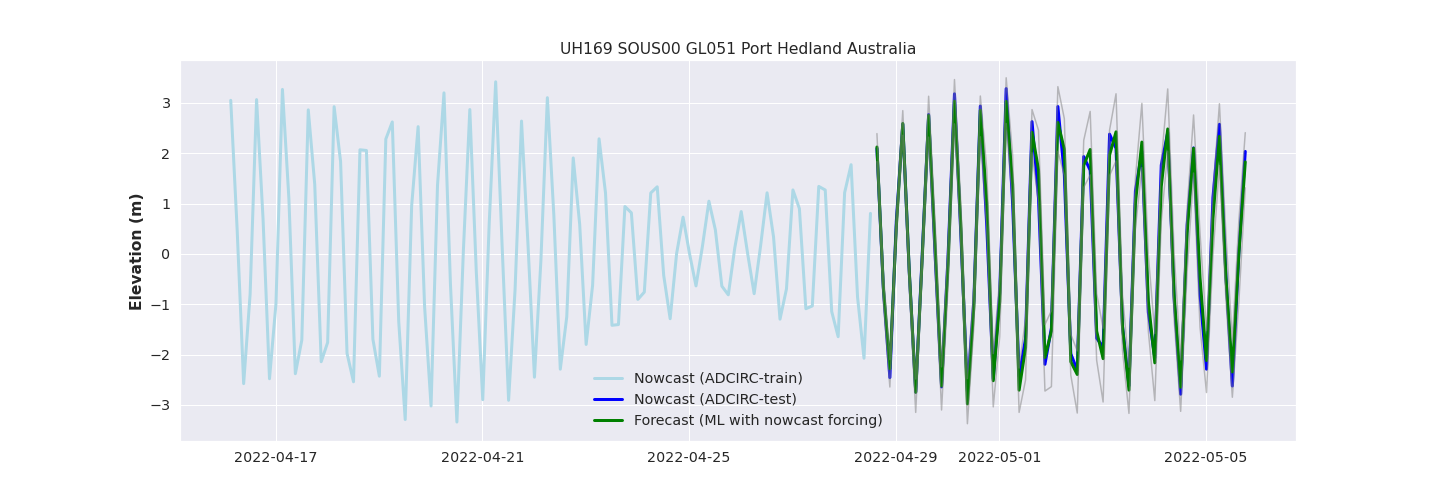 UH169 SOUS00 GL051 Port Hedland Australia
Elevation (m)
3
2
1
0
−1
−2
−3
Nowcast (ADCIRC-train)
Nowcast (ADCIRC-test)
Forecast (ML with nowcast forcing)
2022-04-17 2022-04-21 2022-04-25 2022-04-29 2022-05-01 2022-05-05